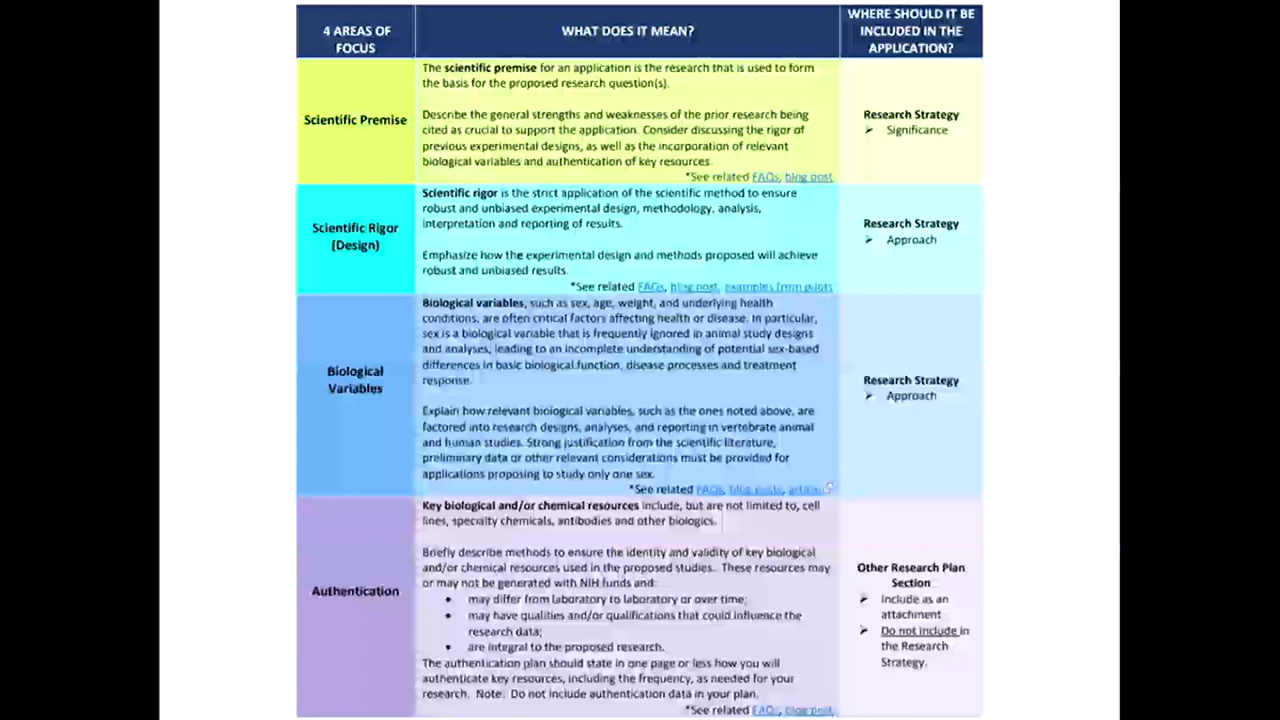 4 AREAS OF
FOCUS
WHAT DOES IT MEAN?
WHERE SHOULD IT BE
INCLUDED IN THE
APPLICATION?
Scientific Premise
The scientific premise for an application is the research that is used to form
the basis for the proposed research question(s).
Describe the general strengths and weaknesses of the prior research being
cited as crucial to support the application. Consider discussing the rigor of
previous experimental designs, as well as the incorporation of relevant
biological variables and authentication of key resources.
*See related FAQs, blog post
Research Strategy
➢ Significance
Scientific Rigor
(Design)
Scientific rigor is the strict application of the scientific method to ensure
robust and unbiased experimental design, methodology, analysis,
interpretation and reporting of results.
Emphasize how the experimental design and methods proposed will achieve
robust and unbiased results.
*See related FAQs, blog post, examples from pilots
Research Strategy
➢ Approach
Biological
Variables
Biological variables, such as sex, age, weight, and underlying health
conditions, are often critical factors affecting health or disease. In particular,
sex is a biological variable that is frequently ignored in animal study designs
and analyses, leading to an incomplete understanding of potential sex-based
differences in basic biological function, disease processes and treatment
response.
Explain how relevant biological variables, such as the ones noted above, are
factored into research designs, analyses, and reporting in vertebrate animal
and human studies. Strong justification from the scientific literature,
preliminary data or other relevant considerations must be provided for
applications proposing to study only one sex.
*See related FAQs, blog posts,
Research Strategy
➢ Approach
Authentication
Key biological and/or chemical resources include, but are not limited to, cell
lines, specialty chemicals, antibodies and other biologics.
Briefly describe methods to ensure the identity and validity of key biological
and/or chemical resources used in the proposed studies. These resources may
or may not be generated with NIH funds and:
• may differ from laboratory to laboratory or over time;
• may have qualities and/or qualifications that could influence the
research data;
• are integral to the proposed research.
The authentication plan should state in one page or less how you will
authenticate key resources, including the frequency, as needed for your
research. Note: Do not include authentication data in your plan.
*See related FAQs, blog post
Other Research Plan
Section
➢ Include as an
attachment
➢ Do not include in
the Research
Strategy.